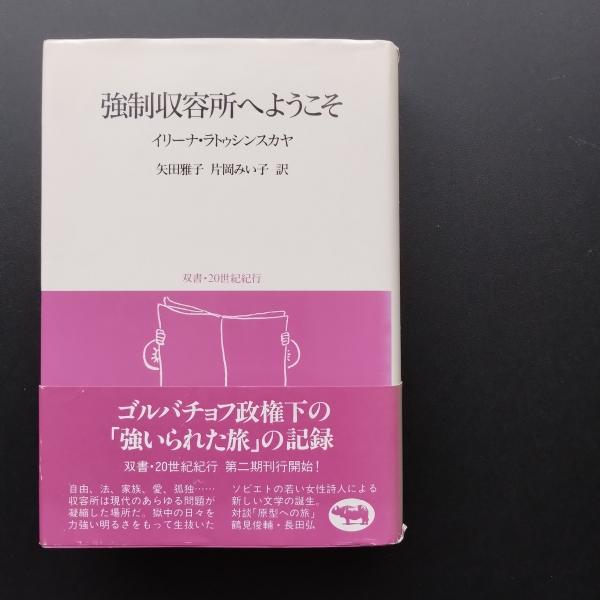 強制収容所へようこそ
イリーナ・ラトゥシンスカヤ
矢田雅子 片岡みい子 訳
双書・20世紀紀行
ゴルバチョフ政権下の
「強いられた旅」の記録
双書・20世紀紀行 第二期刊行開始!
自由、法、家族、愛、孤独……
収容所は現代のあらゆる問題が
凝縮した場所だ。獄中の日々を
力強い明るさをもって生抜いた
ソビエトの若い女性詩人による
新しい文学の誕生。
対談「原型への旅」
鶴見俊輔・長田弘